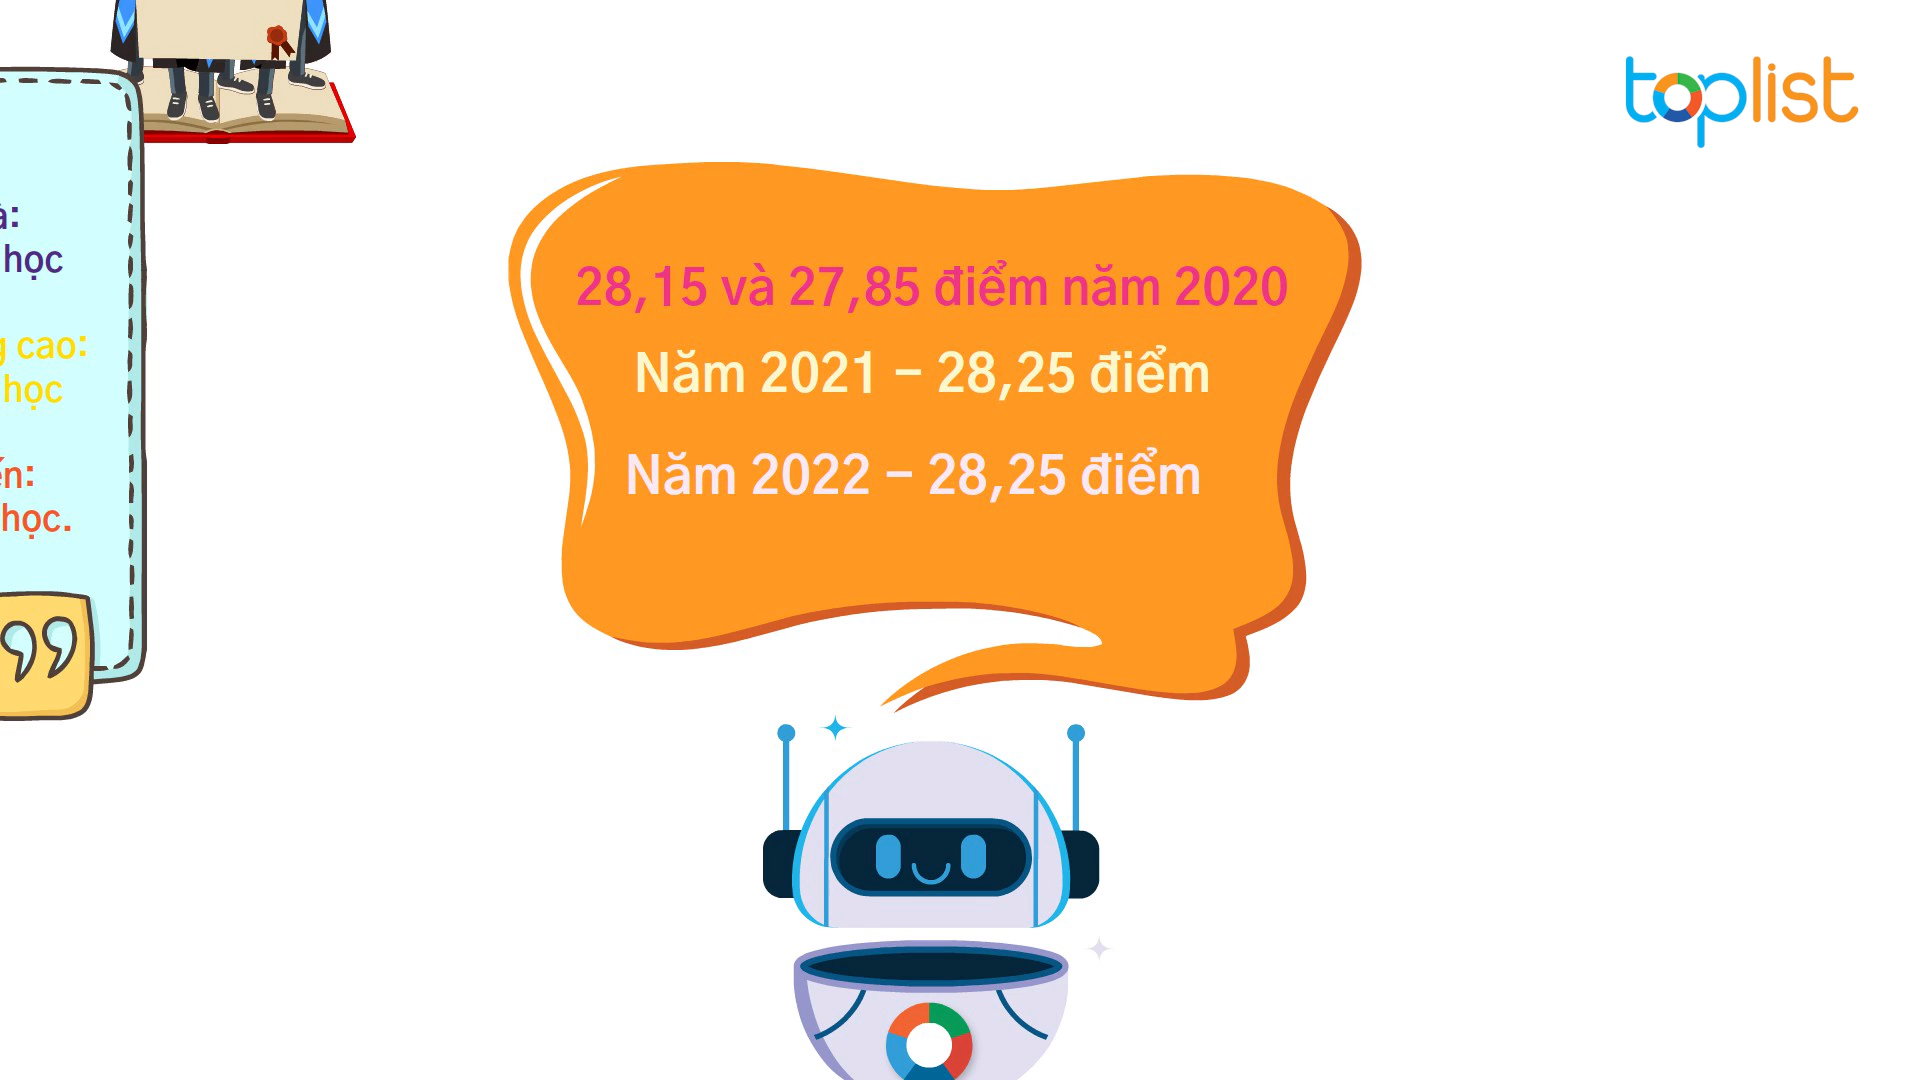 toplist
à:
học
g cao:
học
ến:
học.
28,15 và 27,85 điểm năm 2020
Năm 2021 – 28,25 điểm
Năm 2022 – 28,25 điểm